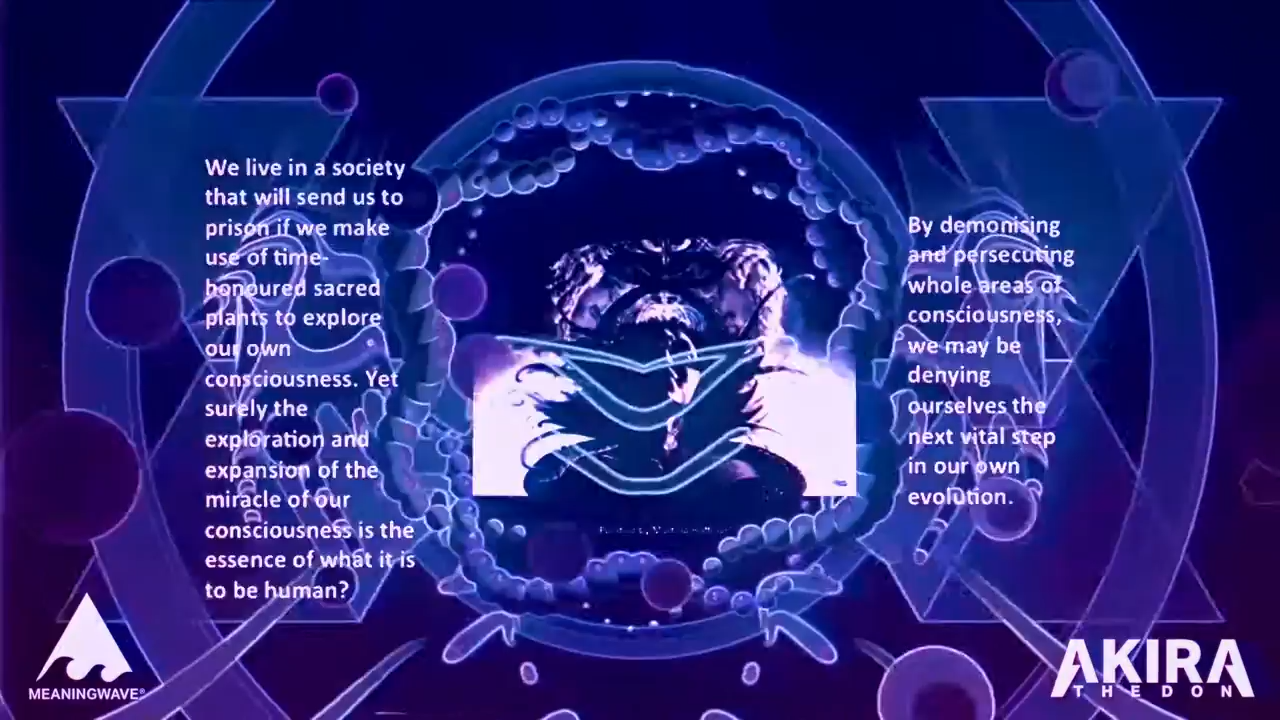 We live in a society
that will send us to
prison if we make
use of time-
honoured sacred
plants to explore
our own
consciousness. Yet
surely the
exploration and
expansion of the
miracle of our
consciousness is the
essence of what it is
to be human?
By demonising
and persecuting
whole areas of
consciousness,
we may be
denying
ourselves the
next vital step
in our own
evolution.
MEANINGWAVE®
AKIRA
THE DON